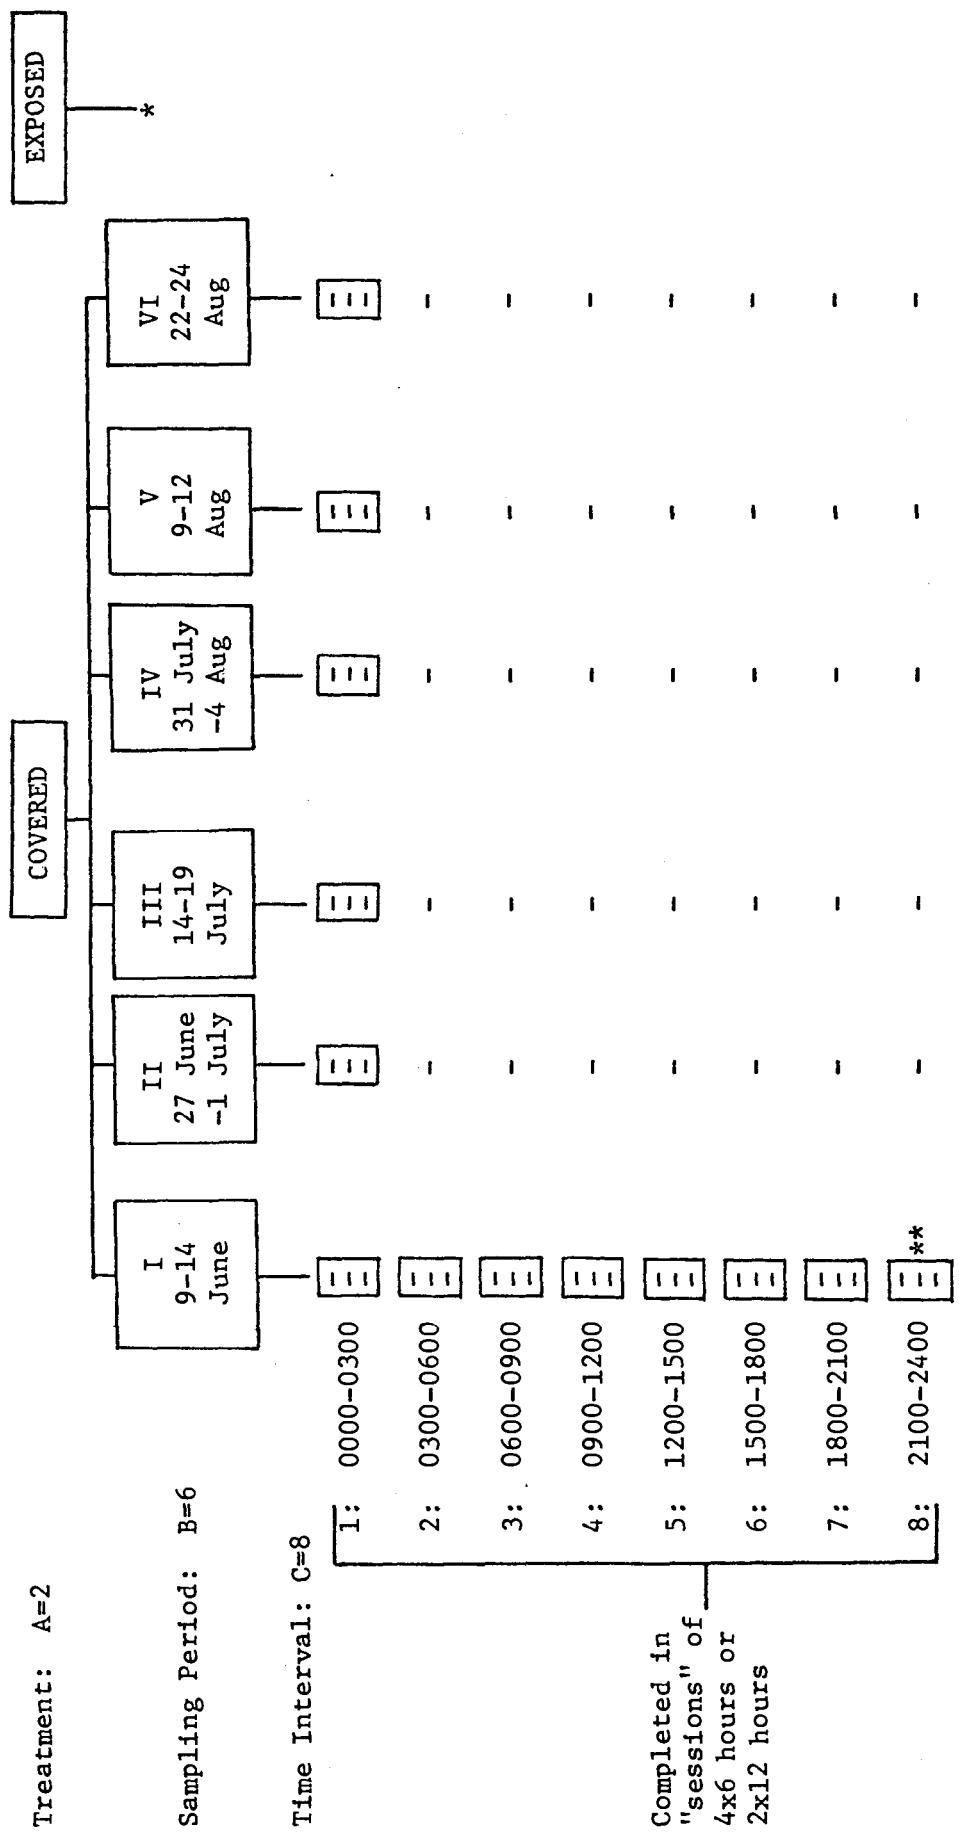 Treatment: A=2
COVERED
EXPOSED
*
Sampling Period: B=6
I
9-14
June
II
27 June
-1 July
III
14-19
July
IV
31 July
-4 Aug
V
9-12
Aug
VI
22-24
Aug
Time Interval: C=8
1: 0000-0300
2: 0300-0600
3: 0600-0900
4: 0900-1200
5: 1200-1500
6: 1500-1800
7: 1800-2100
8: 2100-2400
**
Completed in
"sessions" of
4x6 hours or
2x12 hours